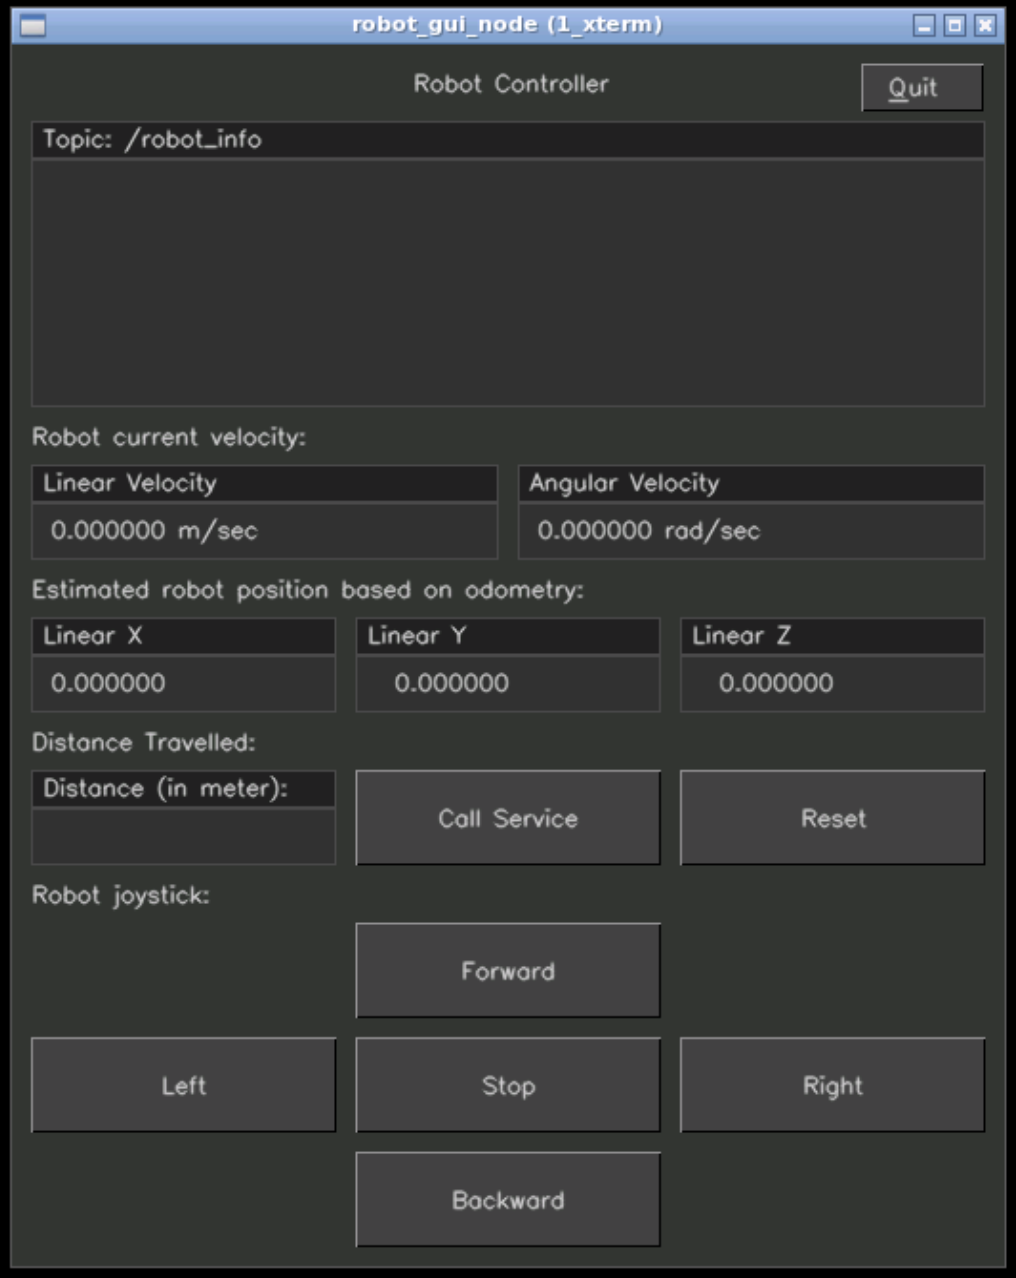 robot_gui_node (1_xterm)
Robot Controller
Quit
Topic: /robot_info
Robot current velocity:
Linear Velocity
Angular Velocity
0.000000 m/sec
0.000000 rad/sec
Estimated robot position based on odometry:
Linear X
Linear Y
Linear Z
0.000000
0.000000
0.000000
Distance Travelled:
Distance (in meter):
Call Service
Reset
Robot joystick:
Forward
Left
Stop
Right
Backward